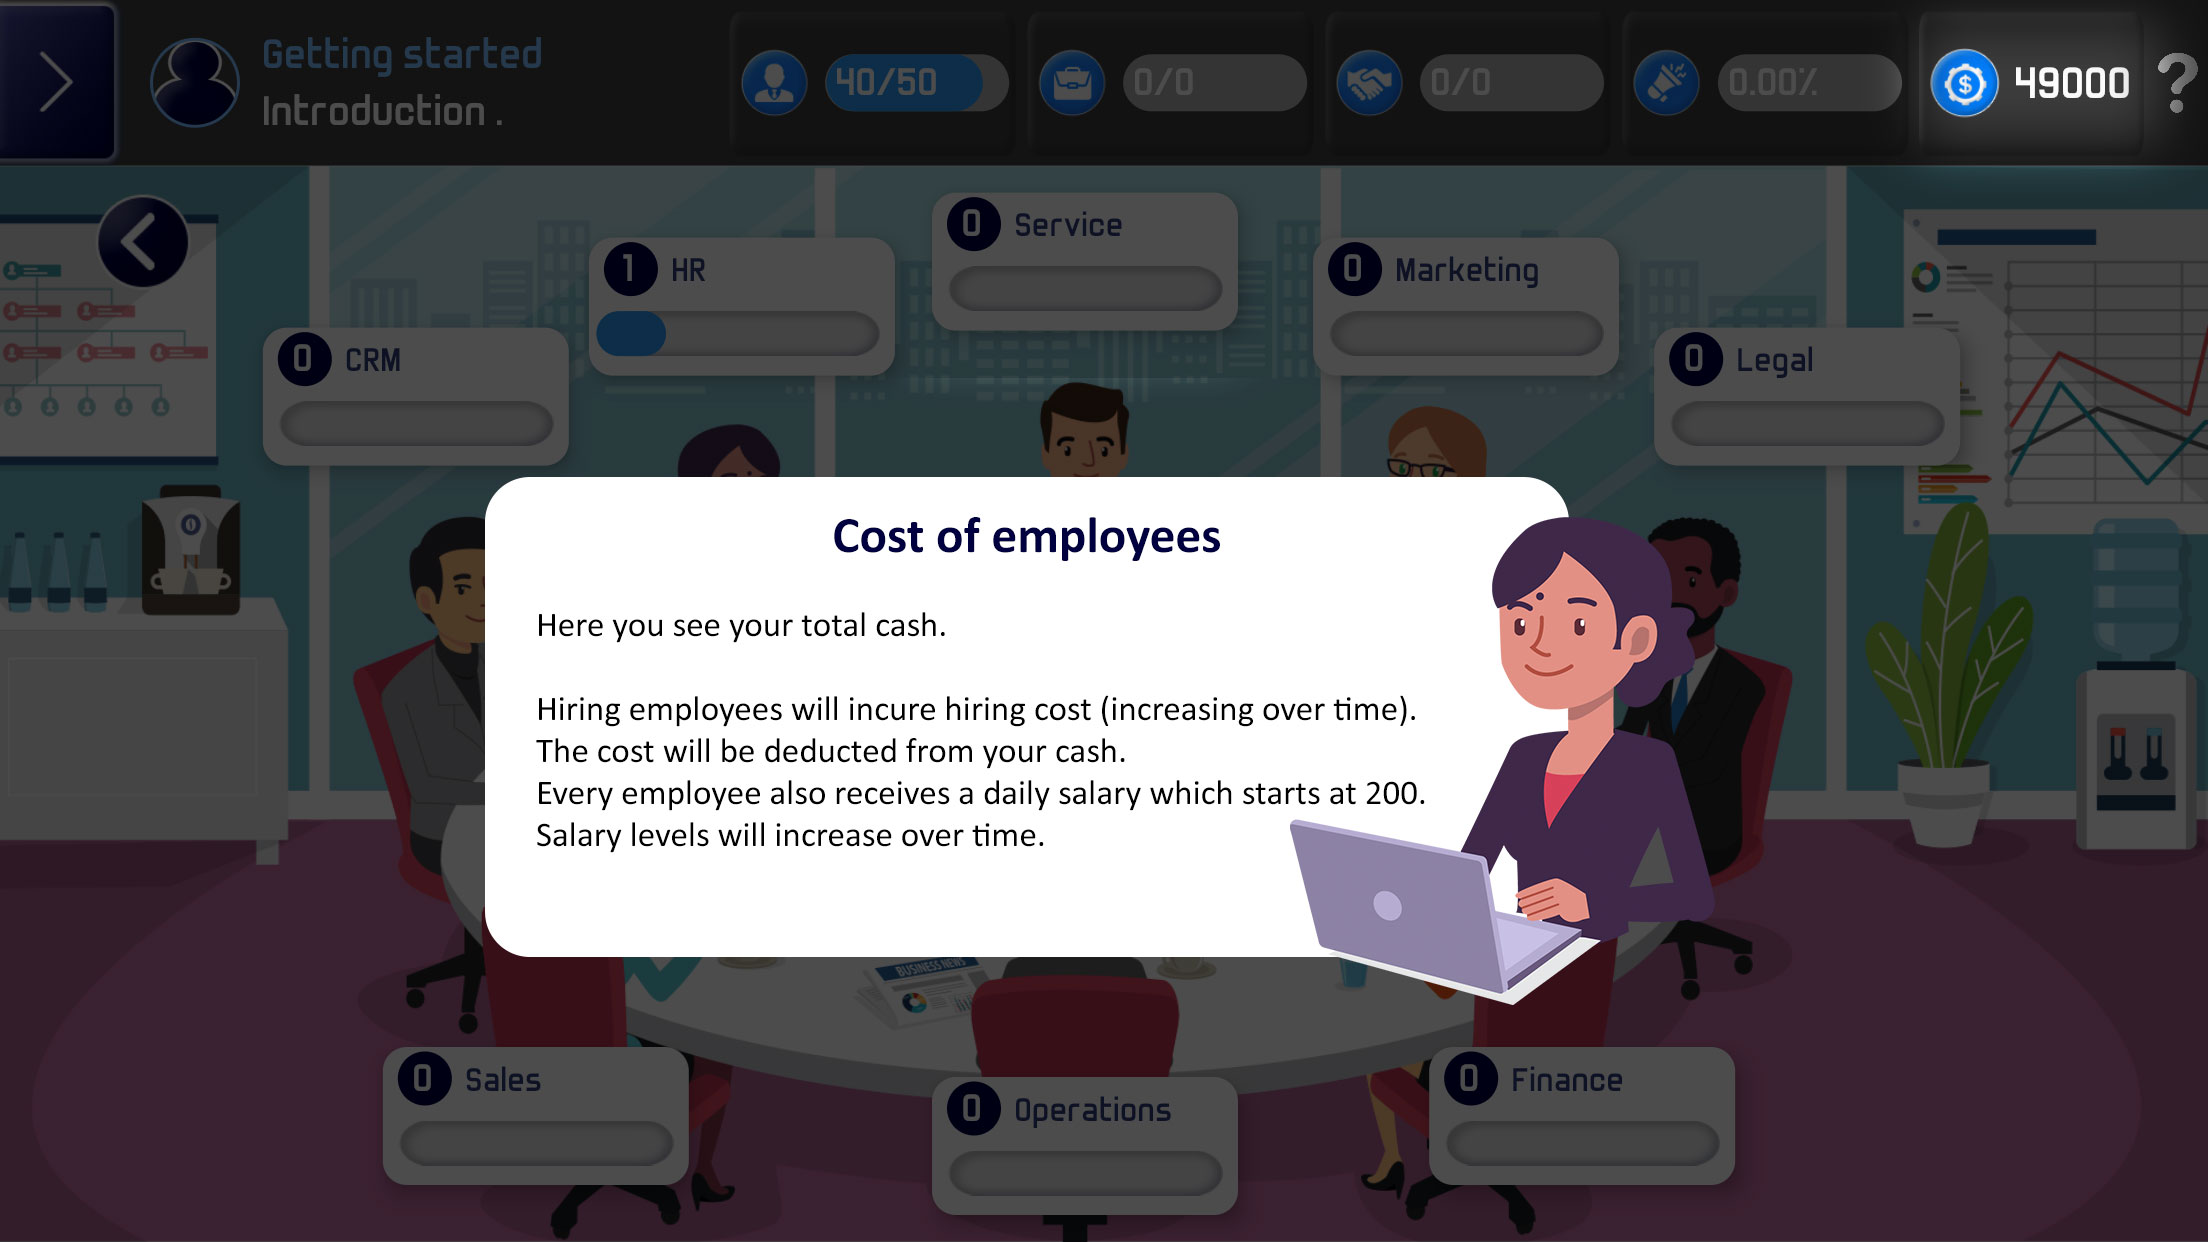 Getting started
Introduction .
40/50
0/0
0/0
0.00%
49000
?
0 Service
1 HR
0 Marketing
0 CRM
0 Legal
Cost of employees
Here you see your total cash.
Hiring employees will incure hiring cost (increasing over time).
The cost will be deducted from your cash.
Every employee also receives a daily salary which starts at 200.
Salary levels will increase over time.
BUSINESS NEWS
0 Sales
0 Operations
0 Finance